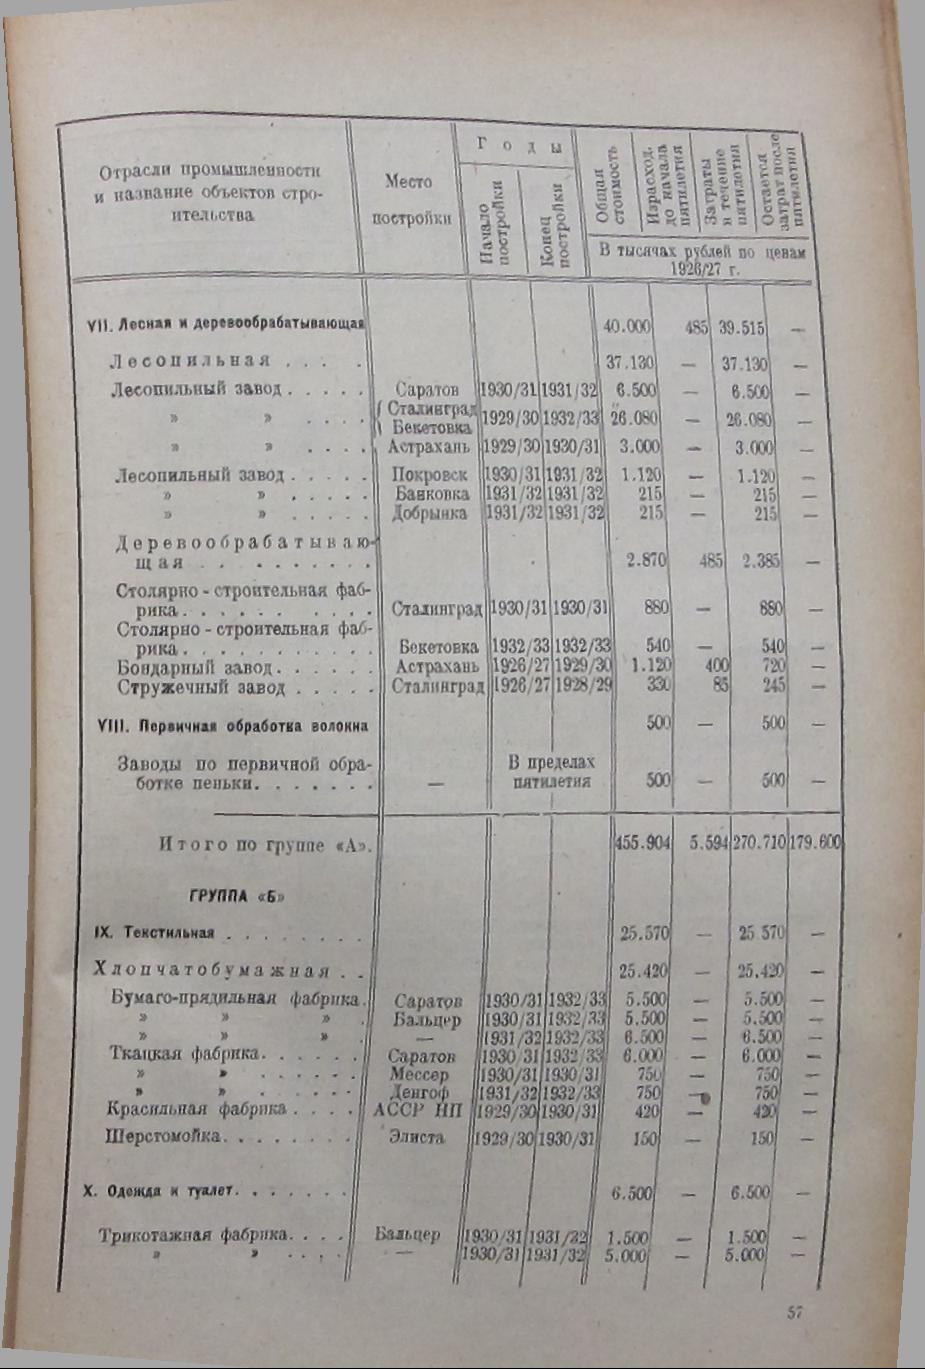 Отрасли промышленности и название объектов строительства | Место постройки | Годы | Начало постройки | Конец постройки | Общая стоимость | Израсход. до начала пятилетия | Затраты в течение пятилетия | Остается затрат после пятилетия
В тысячах рублей по ценам 1926/27 г.
VII. Лесная и деревообрабатывающая 40.000 485 39.515 —
Лесопильная . . . . 37.130 — 37.130 —
Лесопильный завод . . . . . Саратов 1930/31 1931/32 6.500 — 6.500 —
» » . . . . { Сталинград Бекетовка 1929/30 1932/33 26.080 — 26.080 —
» » . . . . Астрахань 1929/30 1930/31 3.000 — 3.000 —
Лесопильный завод . . . . . Покровск 1930/31 1931/32 1.120 — 1.120 —
» » . . . . . Банковка 1931/32 1931/32 215 — 215 —
» » . . . . . Добрынка 1931/32 1931/32 215 — 215 —
Деревообрабатываю-
щая . . . . . . . . . 2.870 485 2.385 —
Столярно-строительная фаб-
рика . . . . . . . . . . Сталинград 1930/31 1930/31 880 — 880 —
Столярно-строительная фаб-
рика . . . . . . . . . . . Бекетовка 1932/33 1932/33 540 — 540 —
Бондарный завод . . . . . . Астрахань 1926/27 1929/30 1.120 400 720 —
Стружечный завод . . . . . Сталинград 1926/27 1928/29 330 85 245 —
VIII. Первичная обработка волокна 500 — 500 —
Заводы по первичной обра-
ботке пеньки . . . . . . . — В пределах пятилетия 500 — 500 —
Итого по группе «А». 455.904 5.594 270.710 179.600
ГРУППА «Б»
IX. Текстильная . . . . . . . . 25.570 — 25 570 —
Хлопчатобумажная . . 25.420 — 25.420 —
Бумаго-прядильная фабрика . Саратов 1930/31 1932/33 5.500 — 5.500 —
» » » . Бальцер 1930/31 1932/33 5.500 — 5.500 —
» » » . — 1931/32 1932/33 6.500 — 6.500 —
Ткацкая фабрика . . . . . . Саратов 1930/31 1932/33 6.000 — 6.000 —
» » . . . . . . Мессер 1930/31 1930/31 750 — 750 —
» » . . . . . . Денгоф 1931/32 1932/33 750 — 750 —
Красильная фабрика . . . . АССР НП 1929/30 1930/31 420 — 420 —
Шерстомойка . . . . . . . . Элиста 1929/30 1930/31 150 — 150 —
X. Одежда и туалет . . . . . . . 6.500 — 6.500 —
Трикотажная фабрика . . . . Бальцер 1930/31 1931/32 1.500 — 1.500 —
» » . . . . — 1930/31 1931/32 5.000 — 5.000 —
57